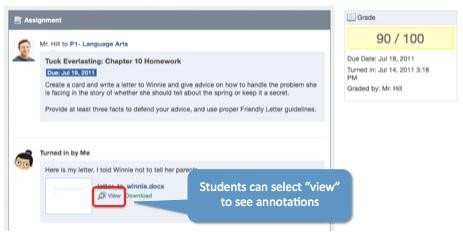 Assignment
Mr. Hill to P1- Language Arts
Tuck Everlasting: Chapter 10 Homework
Due: Jul 19, 2011
Create a card and write a letter to Winnie and give advice on how to handle the problem she
is facing in the story of whether she should tell about the spring or keep it a secret.
Provide at least three facts to defend your advice, and use proper Friendly Letter guidelines.
Turned in by Me
Here is my letter. I told Winnie not to tell her parents
letter_to_winnie.docx
View Download
Students can select "view"
to see annotations
Grade
90 / 100
Due Date: Jul 19, 2011
Turned in: Jul 14, 2011 3:18
PM
Graded by: Mr. Hill